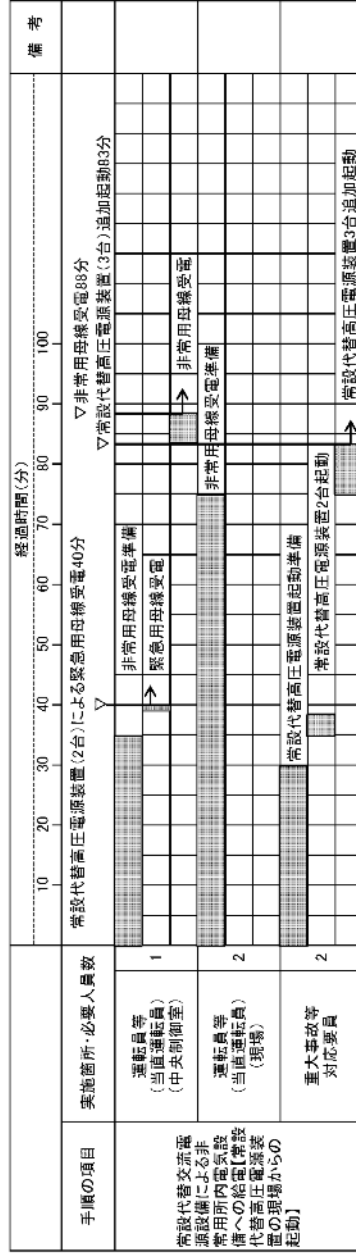 手順の項目
実施箇所・必要人員数
経過時間(分)
備考
10 20 30 40 50 60 70 80 90 100
常設代替高圧電源装置(2台)による緊急用母線受電40分
▽
▽非常用母線受電88分
▽常設代替高圧電源装置(3台)追加起動83分
常設代替交流電
源設備による非
常用所内電気設
備への給電【常設
代替高圧電源装
置の現場からの
起動】
運転員等
(当直運転員)
(中央制御室)
1
非常用母線受電準備
緊急用母線受電
非常用母線受電
運転員等
(当直運転員)
(現場)
2
非常用母線受電準備
重大事故等
対応要員
2
常設代替高圧電源装置起動準備
常設代替高圧電源装置2台起動
常設代替高圧電源装置3台追加起動